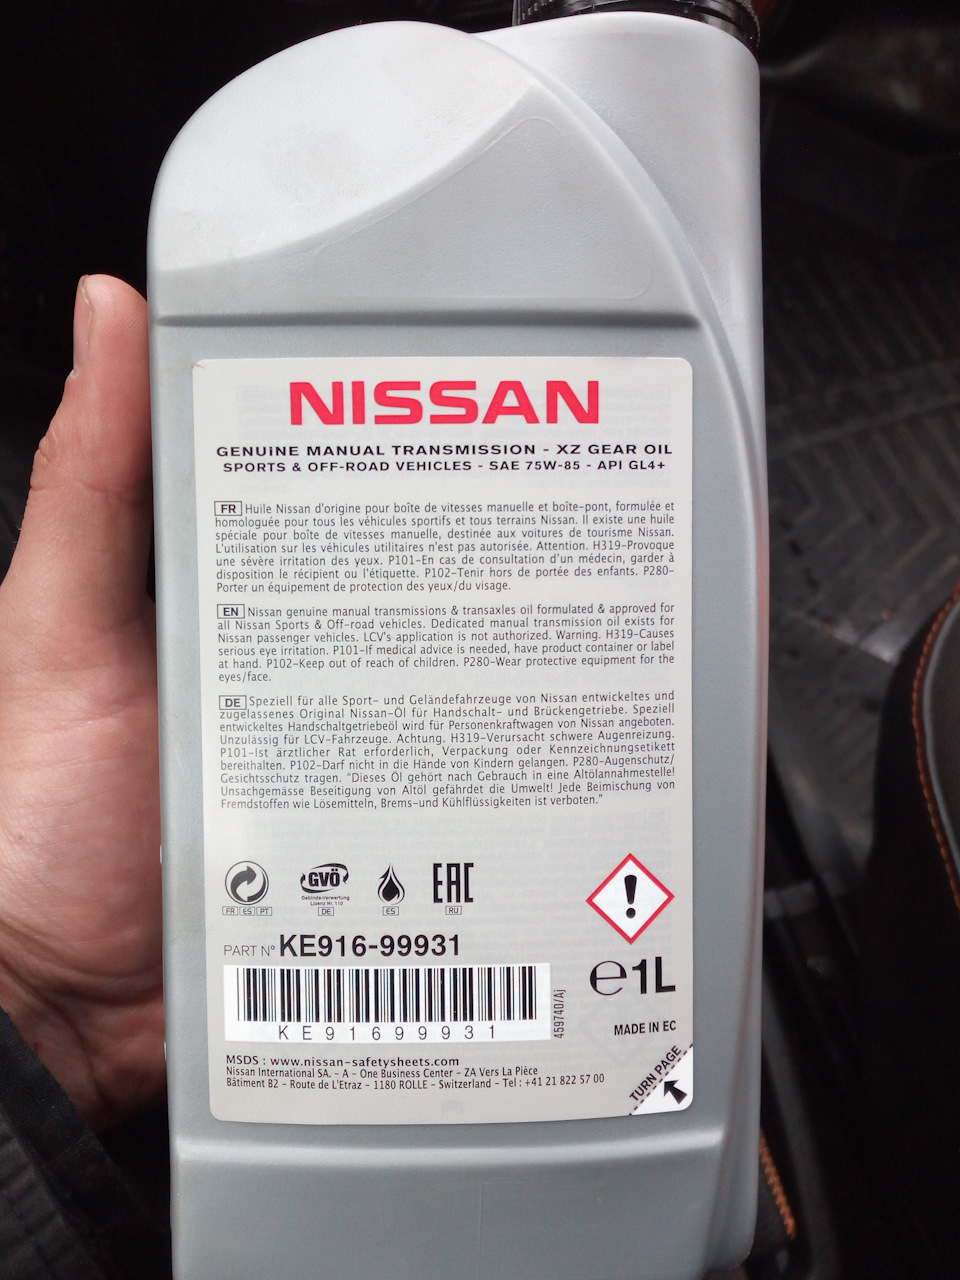 NISSAN
GENUINE MANUAL TRANSMISSION - XZ GEAR OIL
SPORTS & OFF-ROAD VEHICLES - SAE 75W-85 - API GL4+
FR Huile Nissan d'origine pour boîte de vitesses manuelle et boîte-pont, formulée et
homologuée pour tous les véhicules sportifs et tous terrains Nissan. Il existe une huile
spéciale pour boîte de vitesses manuelle, destinée aux voitures de tourisme Nissan.
L'utilisation sur les véhicules utilitaires n'est pas autorisée. Attention. H319-Provoque
une sévère irritation des yeux. P101-En cas de consultation d'un médecin, garder à
disposition le récipient ou l'étiquette. P102-Tenir hors de portée des enfants. P280-
Porter un équipement de protection des yeux/du visage.
EN Nissan genuine manual transmissions & transaxles oil formulated & approved for
all Nissan Sports & Off-road vehicles. Dedicated manual transmission oil exists for
Nissan passenger vehicles. LCV's application is not authorized. Warning. H319-Causes
serious eye irritation. P101-If medical advice is needed, have product container or label
at hand. P102-Keep out of reach of children. P280-Wear protective equipment for the
eyes/face.
DE Speziell für alle Sport- und Geländefahrzeuge von Nissan entwickeltes und
zugelassenes Original Nissan-Öl für Handschalt- und Brückengetriebe. Speziell
entwickeltes Handschaltgetriebeöl wird für Personenkraftwagen von Nissan angeboten.
Unzulässig für LCV-Fahrzeuge. Achtung. H319-Verursacht schwere Augenreizung.
P101-Ist ärztlicher Rat erforderlich, Verpackung oder Kennzeichnungsetikett
bereithalten. P102-Darf nicht in die Hände von Kindern gelangen. P280-Augenschutz/
Gesichtsschutz tragen. "Dieses Öl gehört nach Gebrauch in eine Altölannahmestelle!
Unsachgemässe Beseitigung von Altöl gefährdet die Umwelt! Jede Beimischung von
Fremdstoffen wie Lösemitteln, Brems-und Kühlflüssigkeiten ist verboten."
GVÖ
Gebinde-Verwertung
Lizenz Nr. 110
EAC
FR ES PT DE ES RU
PART N° KE916-99931
KE91699931
459740/Aj
℮1L
MADE IN EC
MSDS : www.nissan-safetysheets.com
Nissan International SA. - A - One Business Center - ZA Vers La Pièce
Bâtiment B2 - Route de L'Etraz - 1180 ROLLE - Switzerland - Tel : +41 21 822 57 00
TURN PAGE